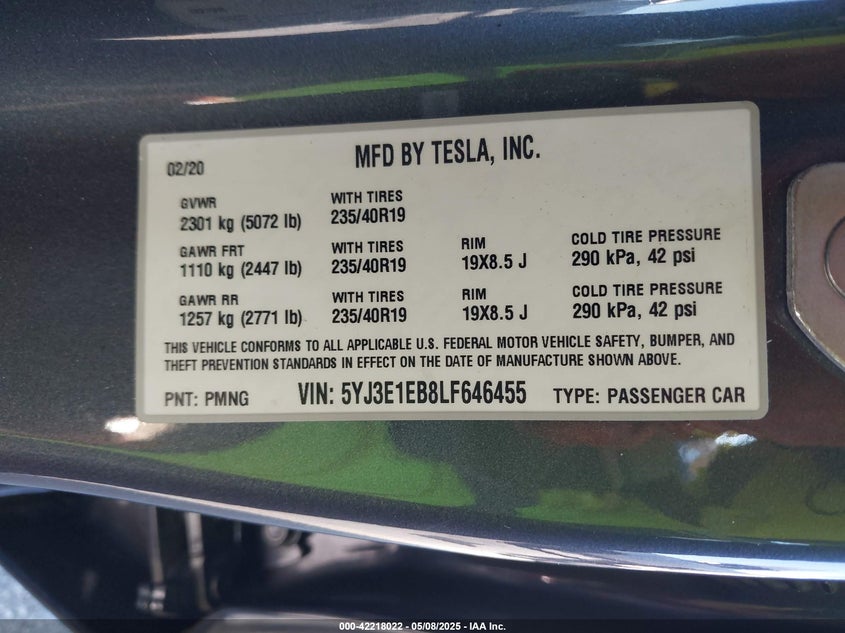 02/20 MFD BY TESLA, INC.
GVWR WITH TIRES
2301 kg (5072 lb) 235/40R19
GAWR FRT WITH TIRES RIM COLD TIRE PRESSURE
1110 kg (2447 lb) 235/40R19 19X8.5 J 290 kPa, 42 psi
GAWR RR WITH TIRES RIM COLD TIRE PRESSURE
1257 kg (2771 lb) 235/40R19 19X8.5 J 290 kPa, 42 psi
THIS VEHICLE CONFORMS TO ALL APPLICABLE U.S. FEDERAL MOTOR VEHICLE SAFETY, BUMPER, AND
THEFT PREVENTION STANDARDS IN EFFECT ON THE DATE OF MANUFACTURE SHOWN ABOVE.
PNT: PMNG VIN: 5YJ3E1EB8LF646455 TYPE: PASSENGER CAR
000-42218022 - 05/08/2025 - IAA Inc.